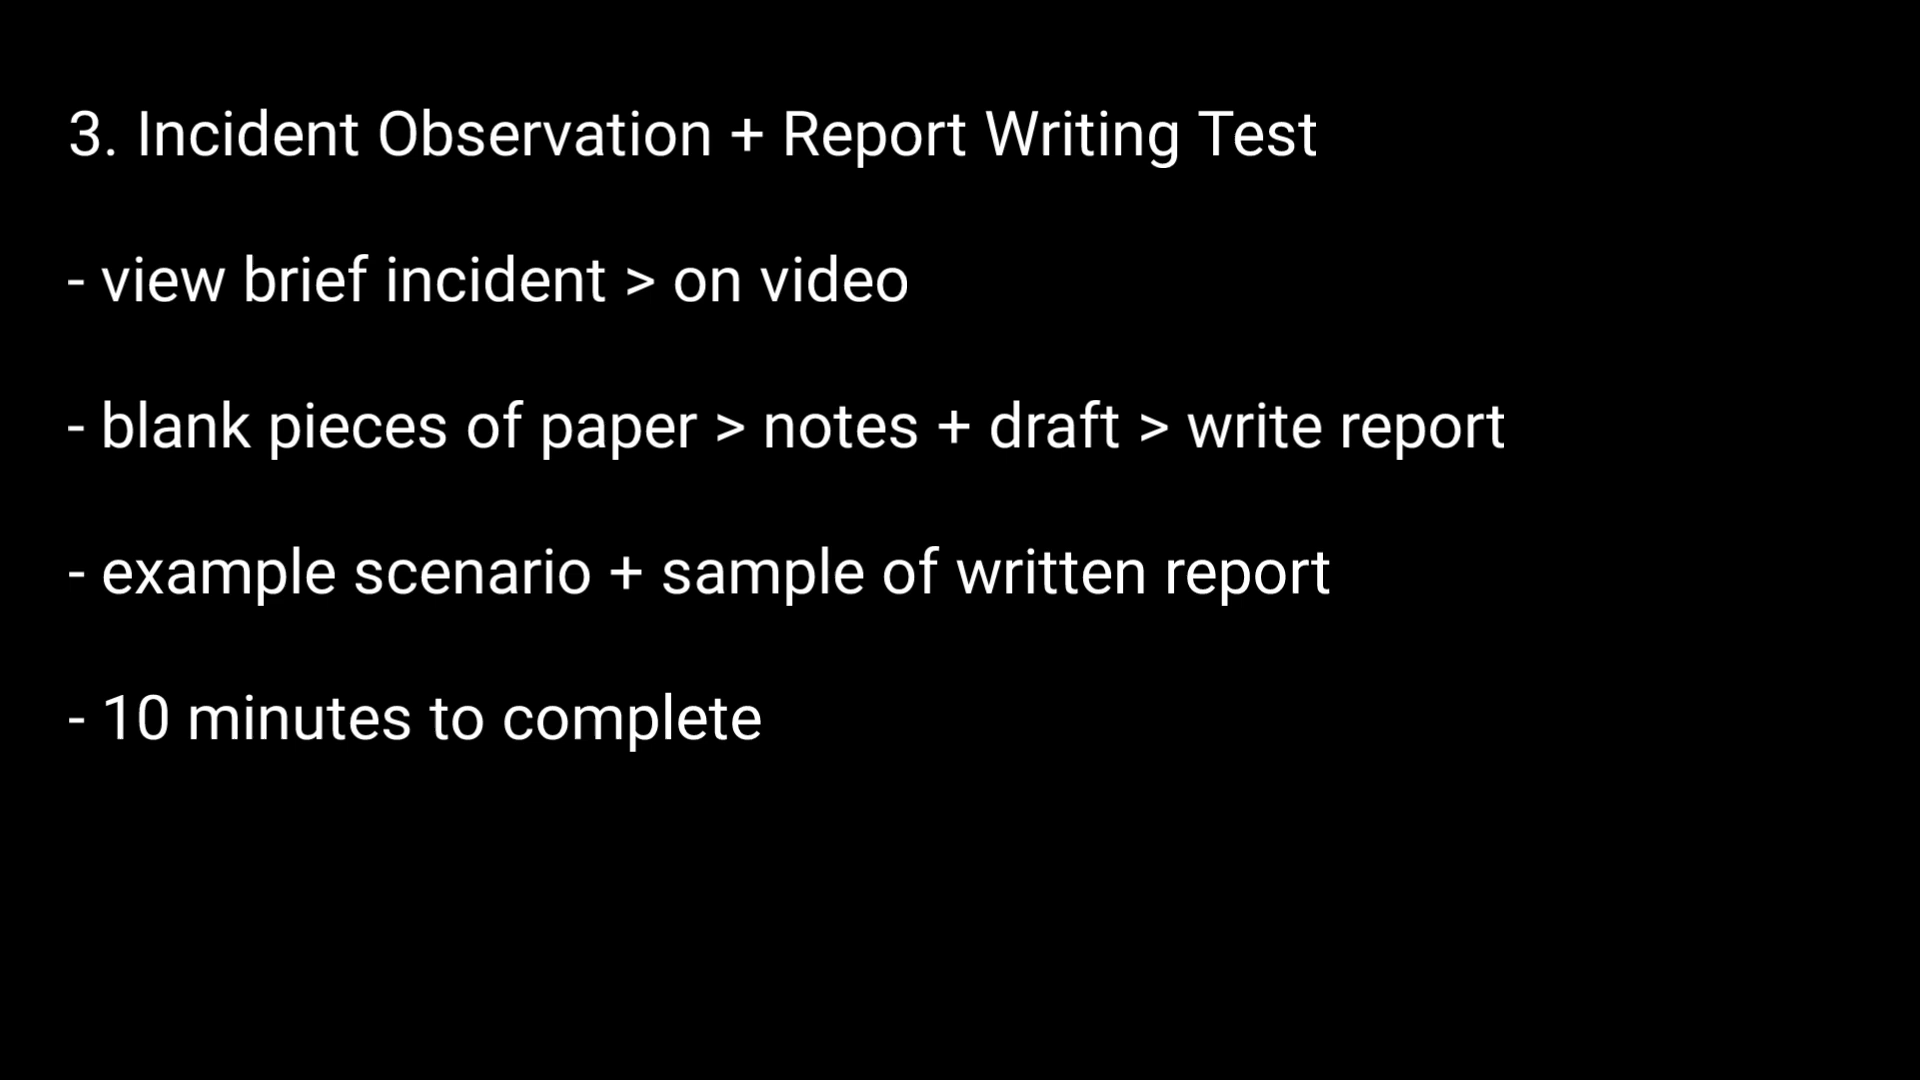 3. Incident Observation + Report Writing Test
- view brief incident > on video
- blank pieces of paper > notes + draft > write report
- example scenario + sample of written report
- 10 minutes to complete